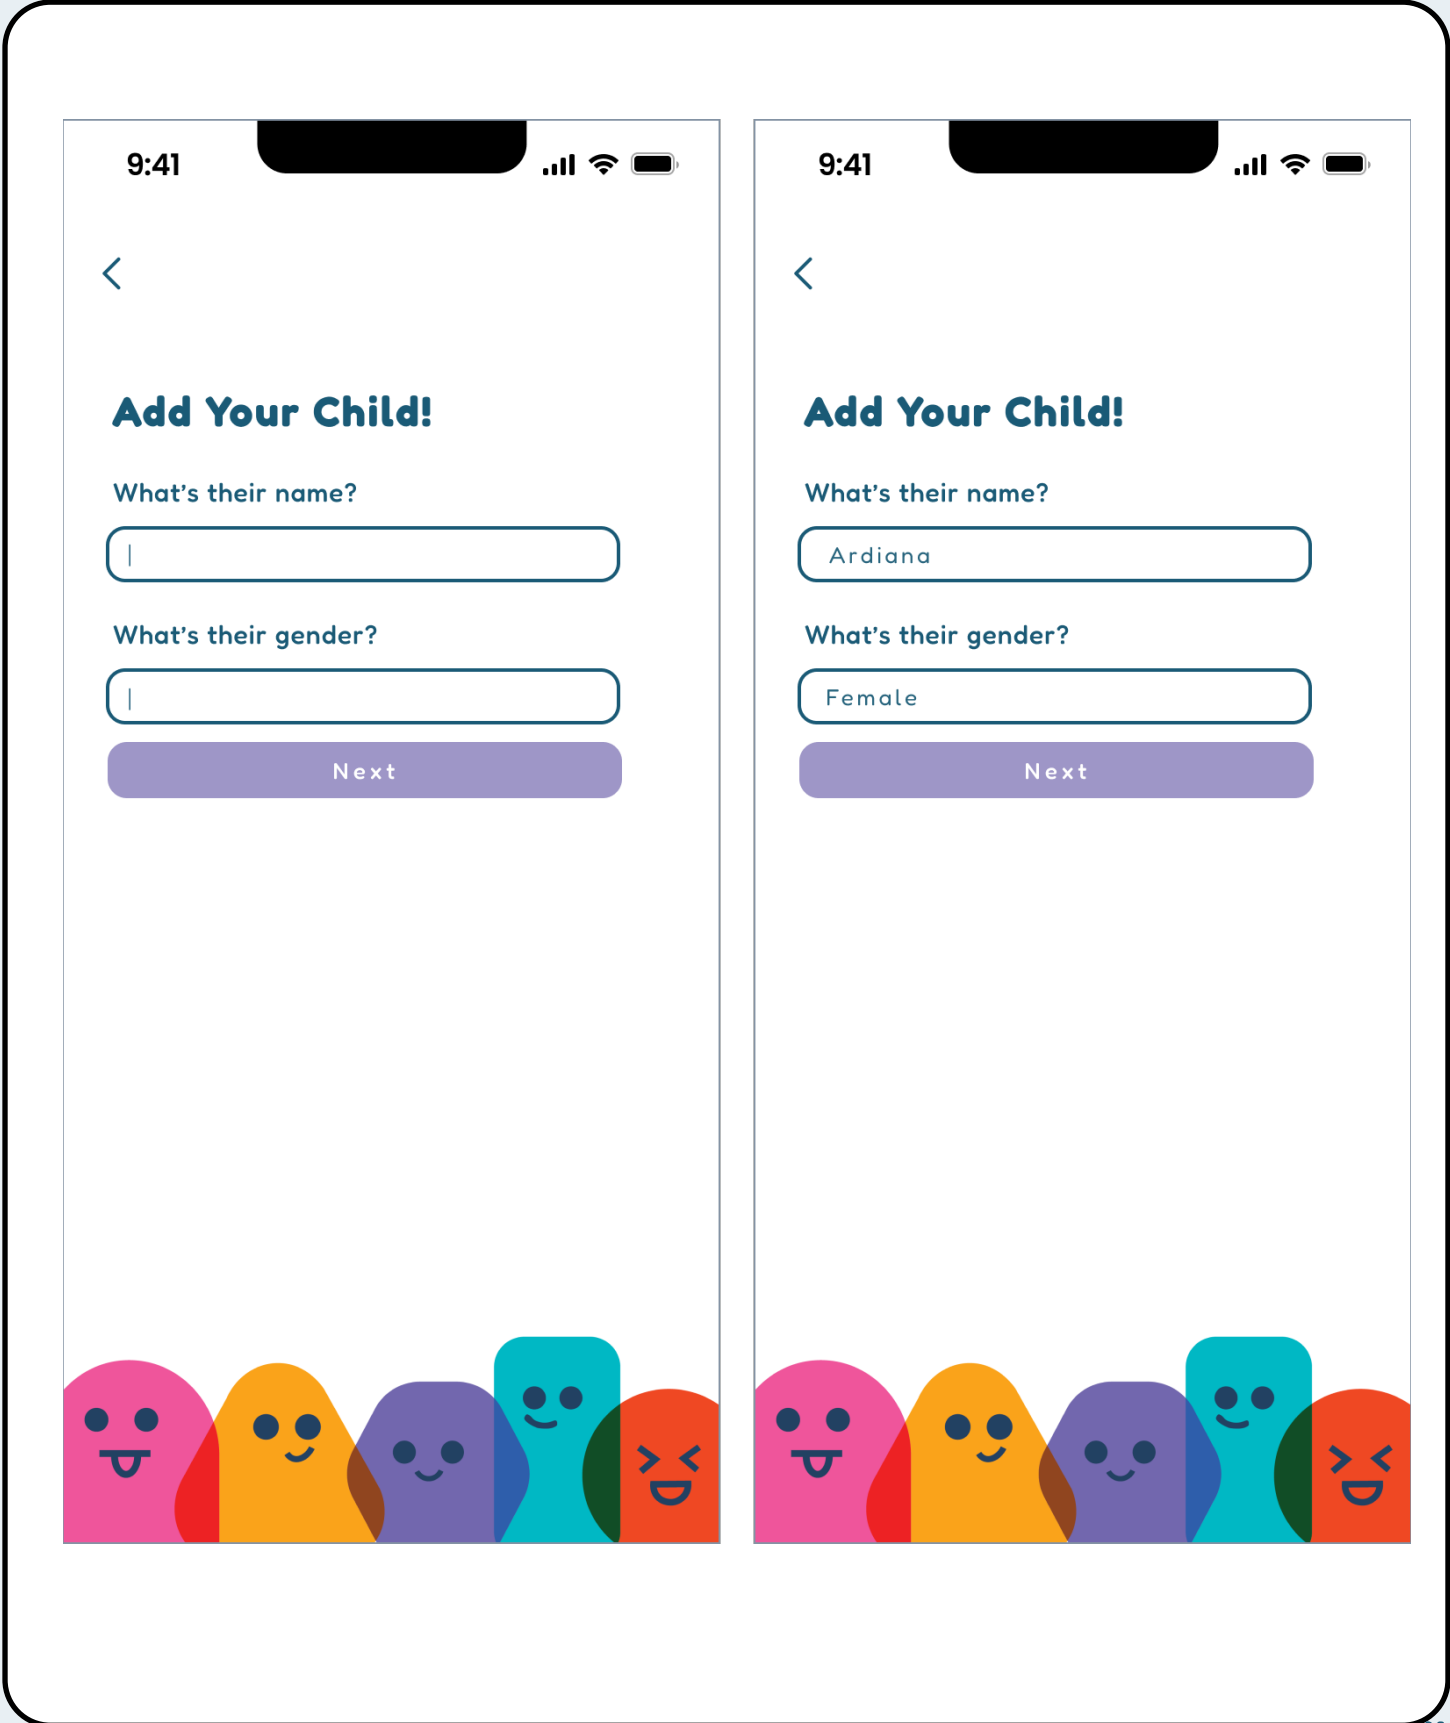 9:41
Add Your Child!
What's their name?
What's their gender?
Next
9:41
Add Your Child!
What's their name?
Ardiana
What's their gender?
Female
Next